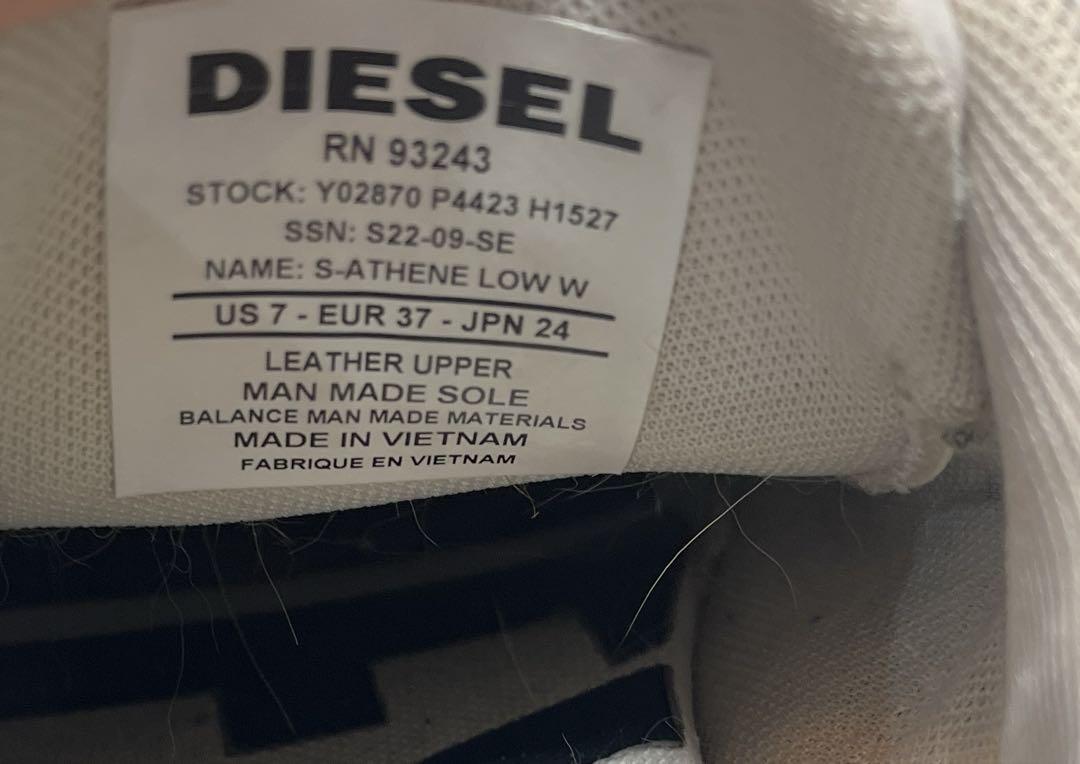 DIESEL
RN 93243
STOCK: Y02870 P4423 H1527
SSN: S22-09-SE
NAME: S-ATHENE LOW W
US 7 - EUR 37 - JPN 24
LEATHER UPPER
MAN MADE SOLE
BALANCE MAN MADE MATERIALS
MADE IN VIETNAM
FABRIQUE EN VIETNAM